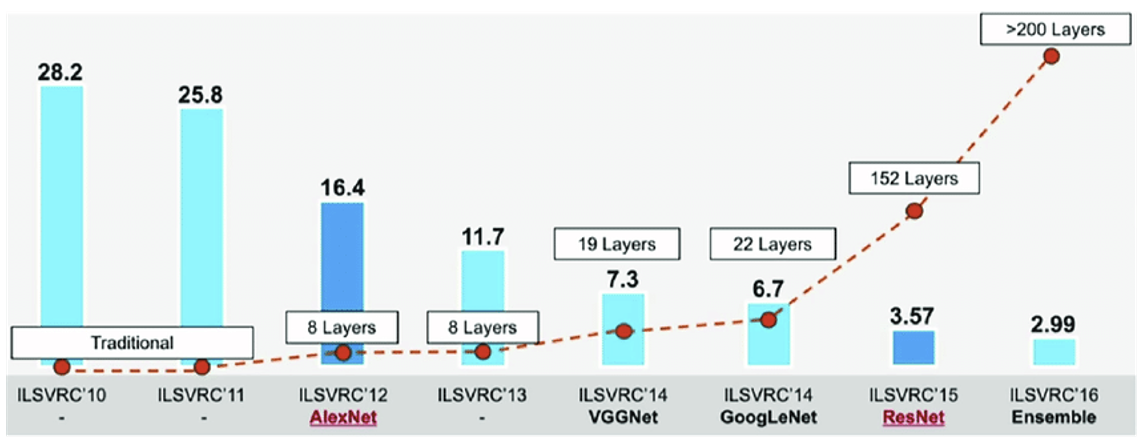 >200 Layers
28.2
25.8
152 Layers
16.4
11.7
19 Layers
22 Layers
7.3
6.7
3.57
2.99
Traditional
8 Layers
8 Layers
ILSVRC'10
ILSVRC'11
ILSVRC'12
ILSVRC'13
ILSVRC'14
ILSVRC'14
ILSVRC'15
ILSVRC'16
-
-
AlexNet
-
VGGNet
GoogLeNet
ResNet
Ensemble